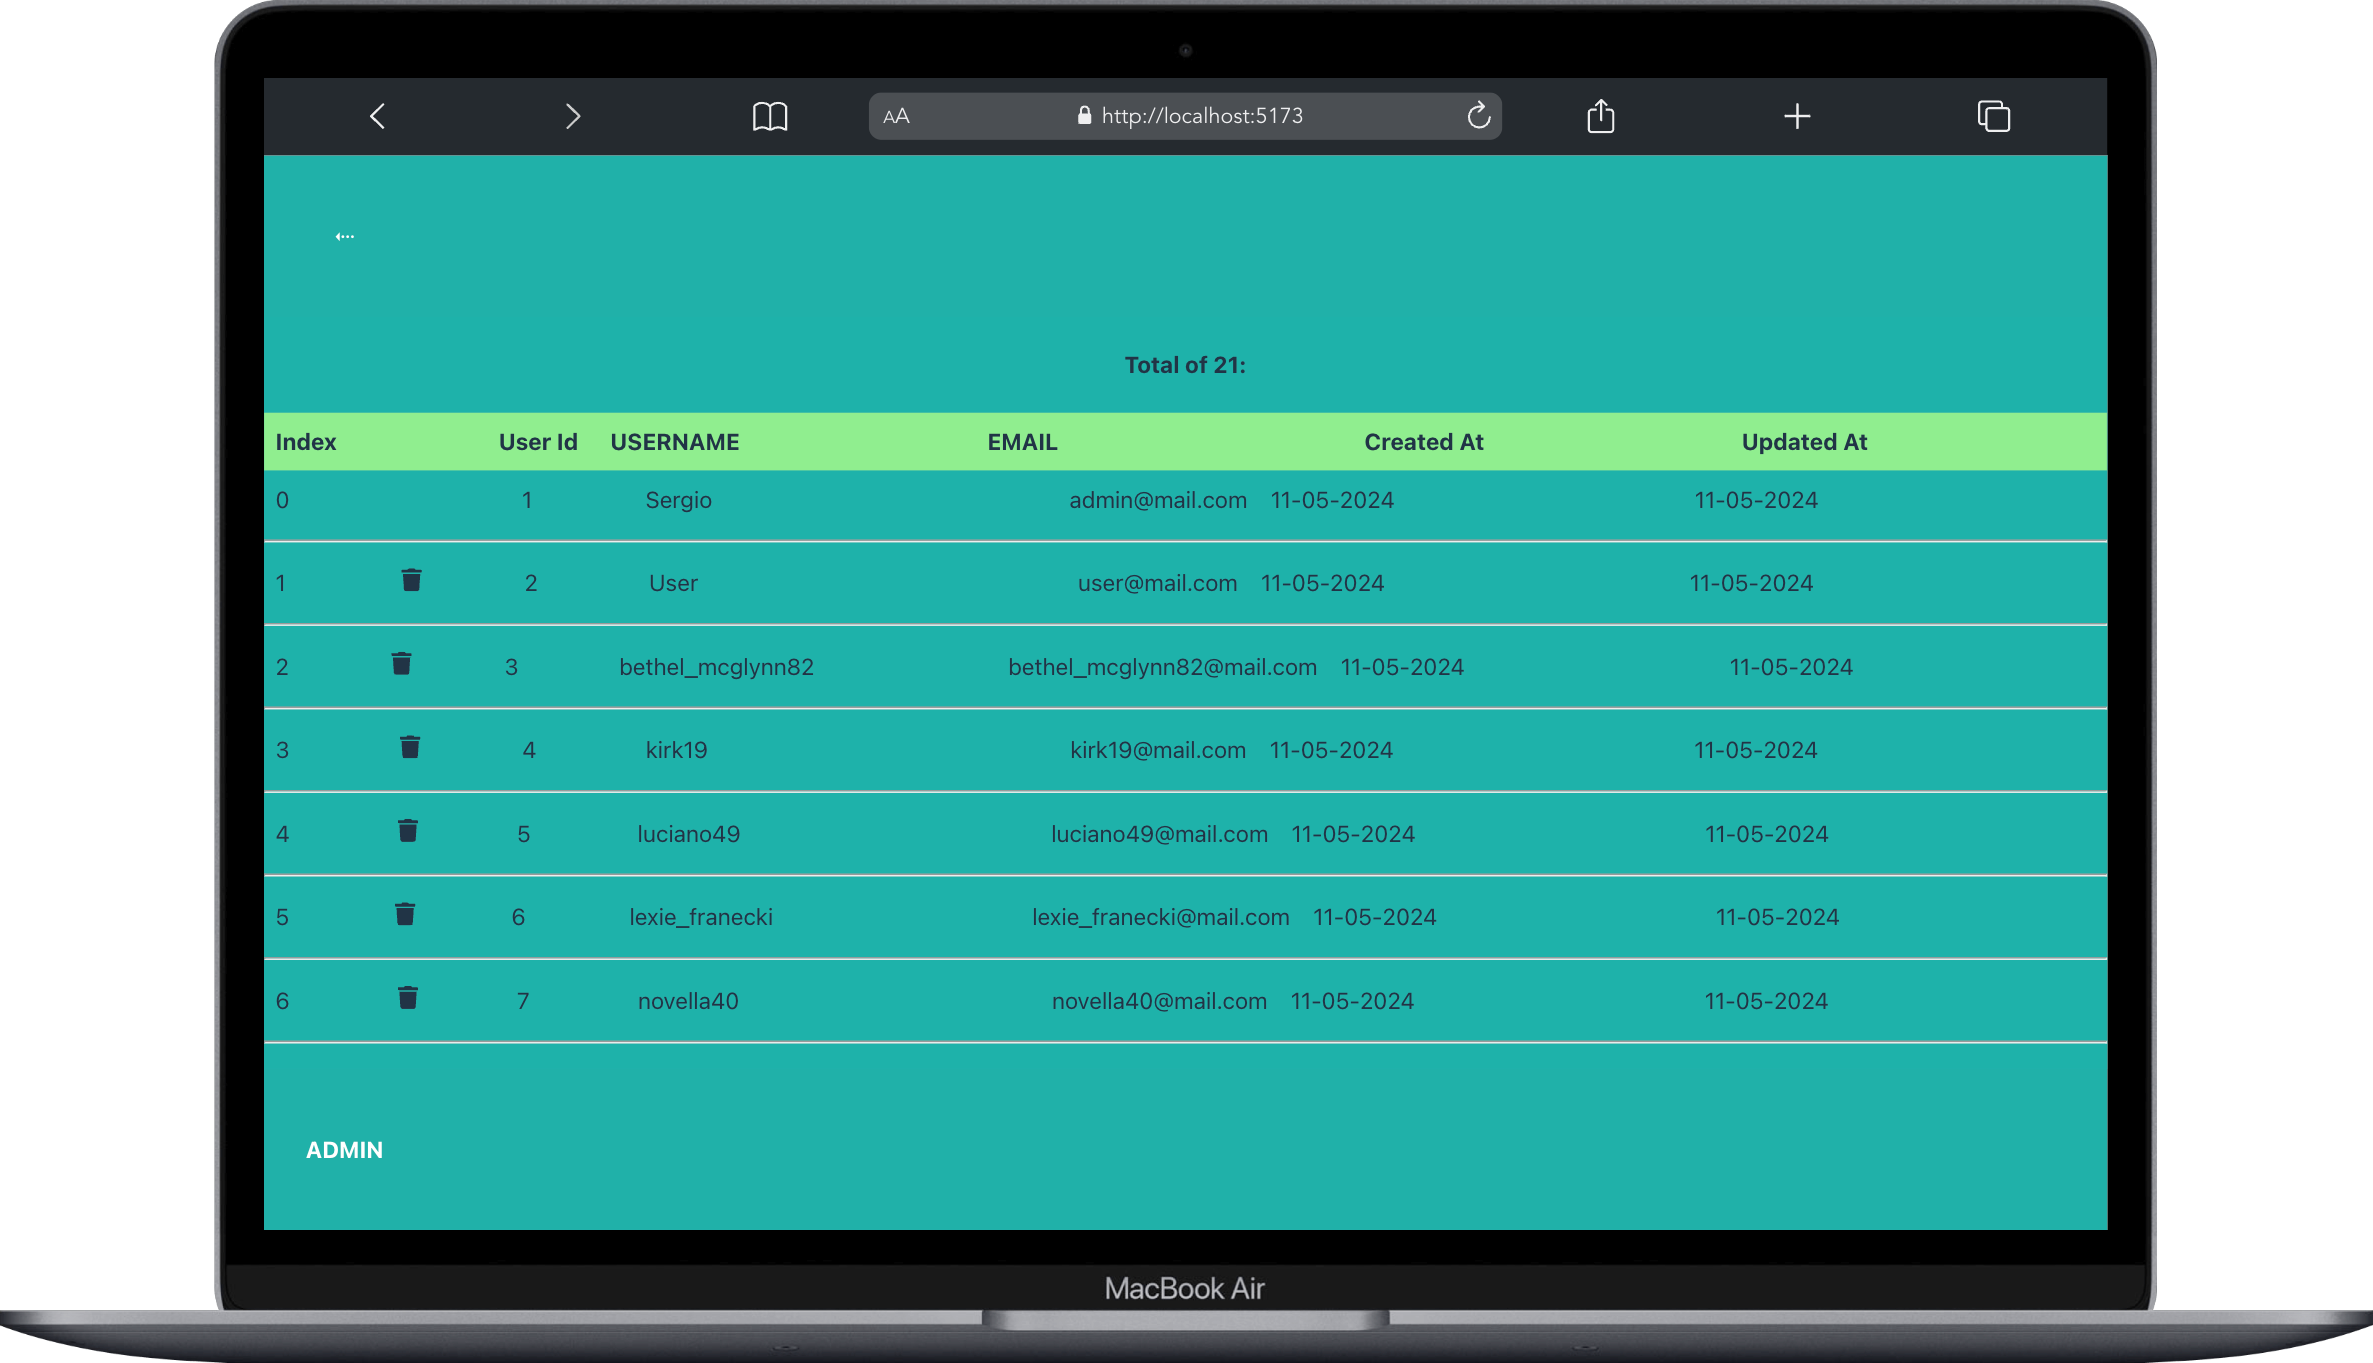 AA http://localhost:5173
Total of 21:
Index User Id USERNAME EMAIL Created At Updated At
0 1 Sergio admin@mail.com 11-05-2024 11-05-2024
1 2 User user@mail.com 11-05-2024 11-05-2024
2 3 bethel_mcglynn82 bethel_mcglynn82@mail.com 11-05-2024 11-05-2024
3 4 kirk19 kirk19@mail.com 11-05-2024 11-05-2024
4 5 luciano49 luciano49@mail.com 11-05-2024 11-05-2024
5 6 lexie_franecki lexie_franecki@mail.com 11-05-2024 11-05-2024
6 7 novella40 novella40@mail.com 11-05-2024 11-05-2024
ADMIN
MacBook Air